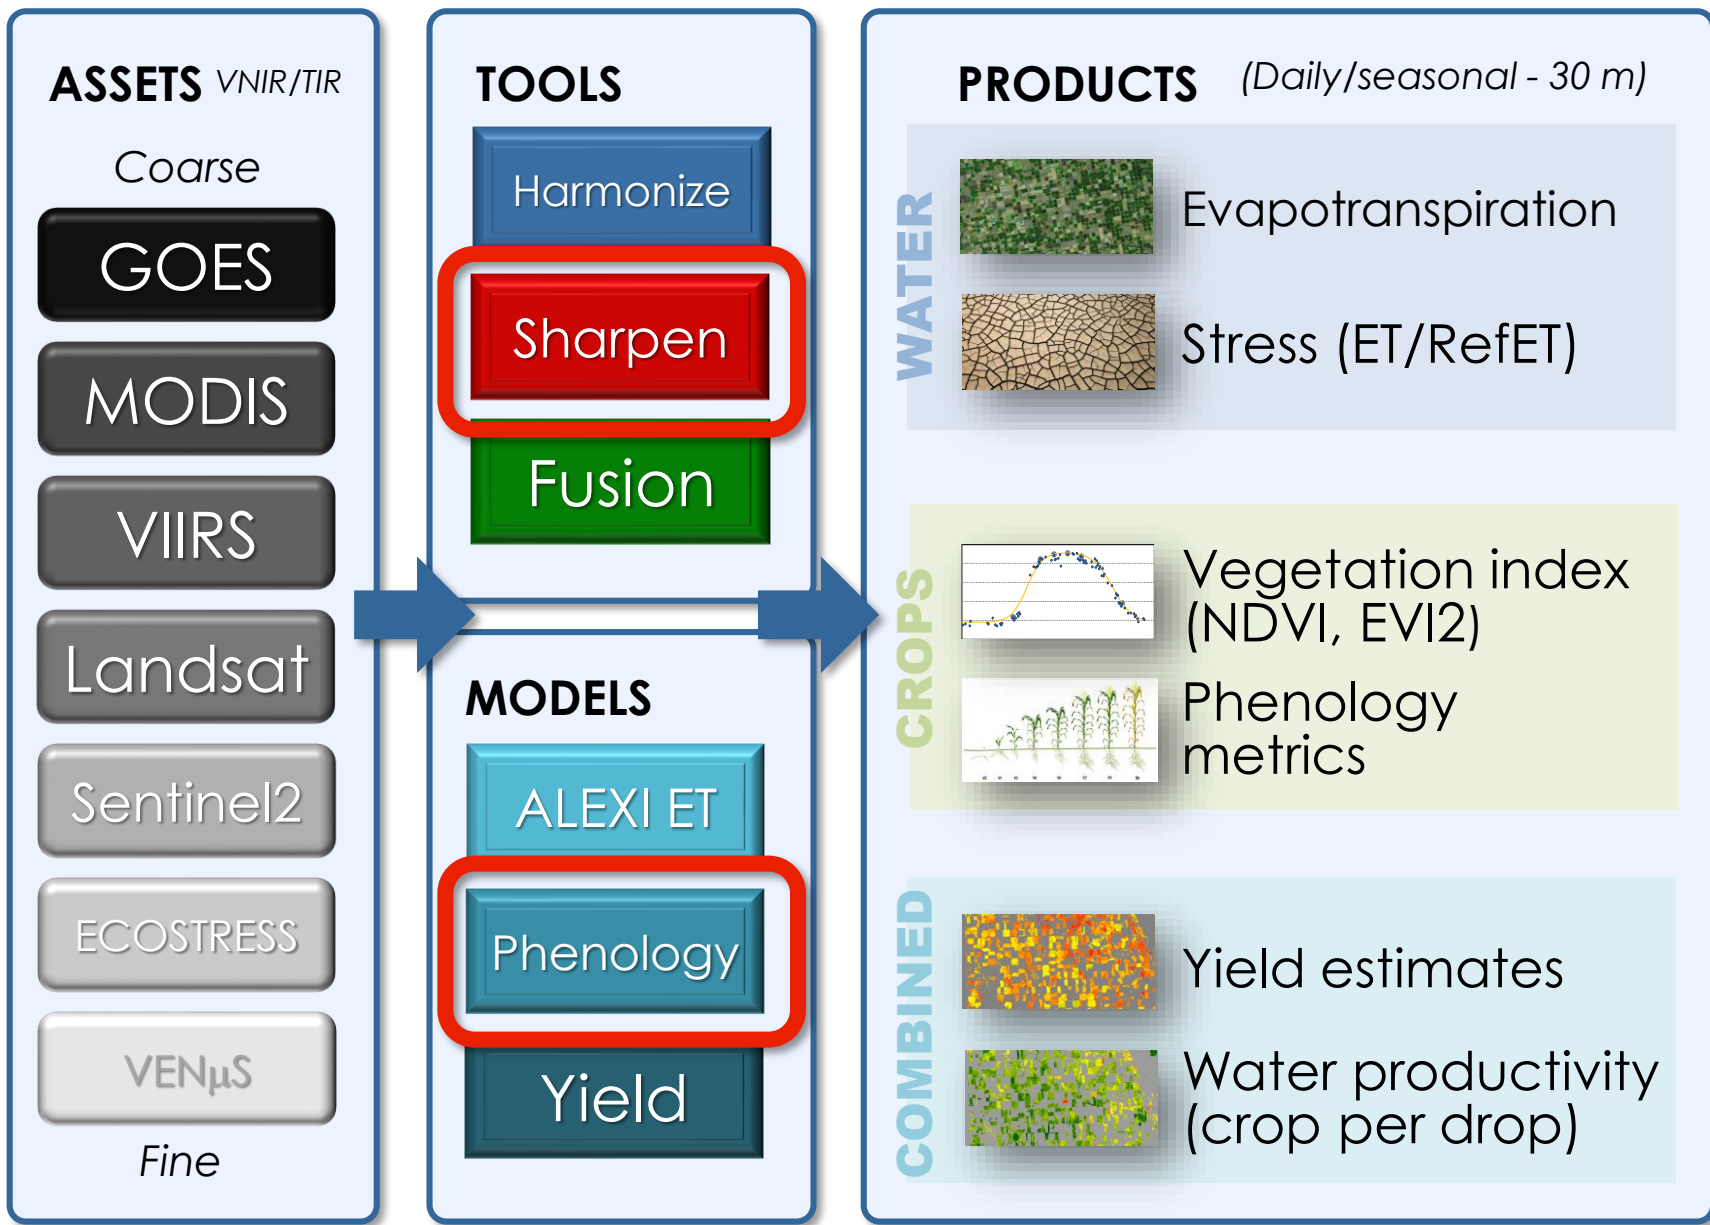 ASSETS VNIR/TIR
Coarse
GOES
MODIS
VIIRS
Landsat
Sentinel2
ECOSTRESS
VENµS
Fine
TOOLS
Harmonize
Sharpen
Fusion
MODELS
ALEXI ET
Phenology
Yield
PRODUCTS (Daily/seasonal - 30 m)
WATER
Evapotranspiration
Stress (ET/RefET)
CROPS
Vegetation index
(NDVI, EVI2)
Phenology
metrics
COMBINED
Yield estimates
Water productivity
(crop per drop)